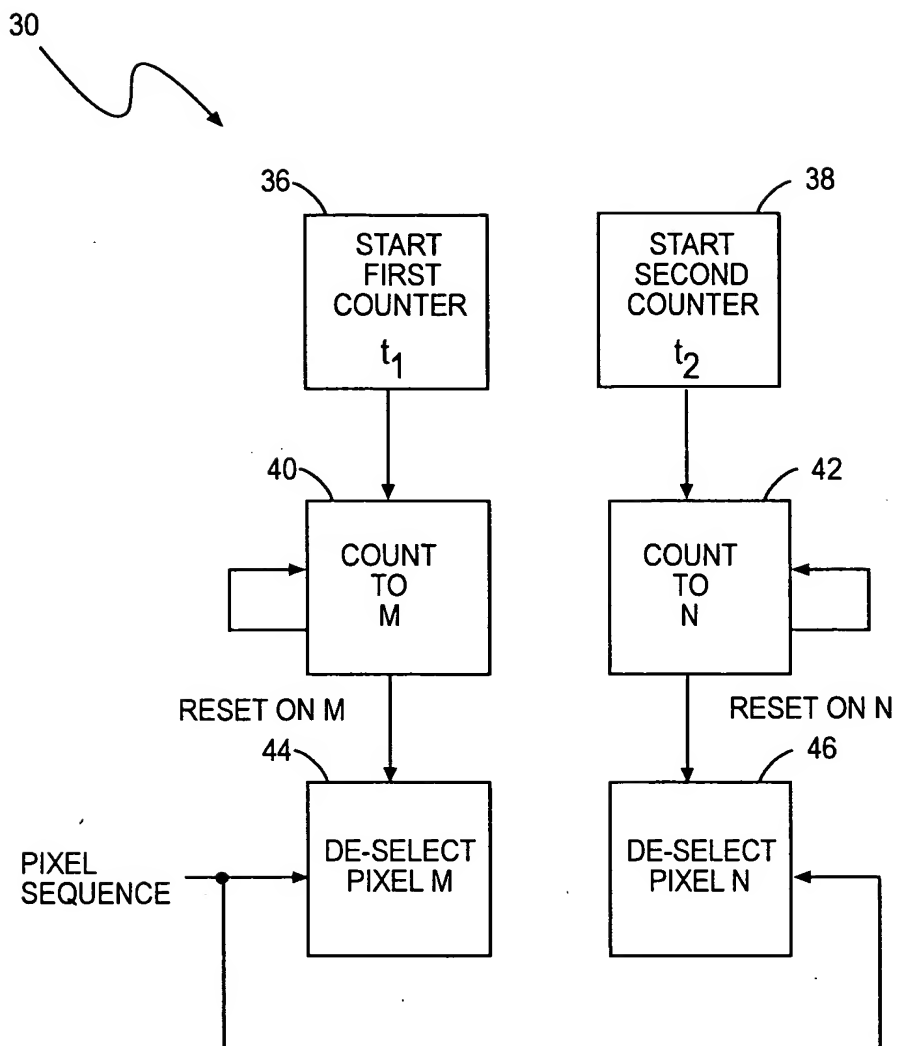 30
36
38
START
FIRST
COUNTER
t1
START
SECOND
COUNTER
t2
40
42
COUNT
TO
M
COUNT
TO
N
RESET ON M
RESET ON N
44
46
PIXEL
SEQUENCE
DE-SELECT
PIXEL M
DE-SELECT
PIXEL N